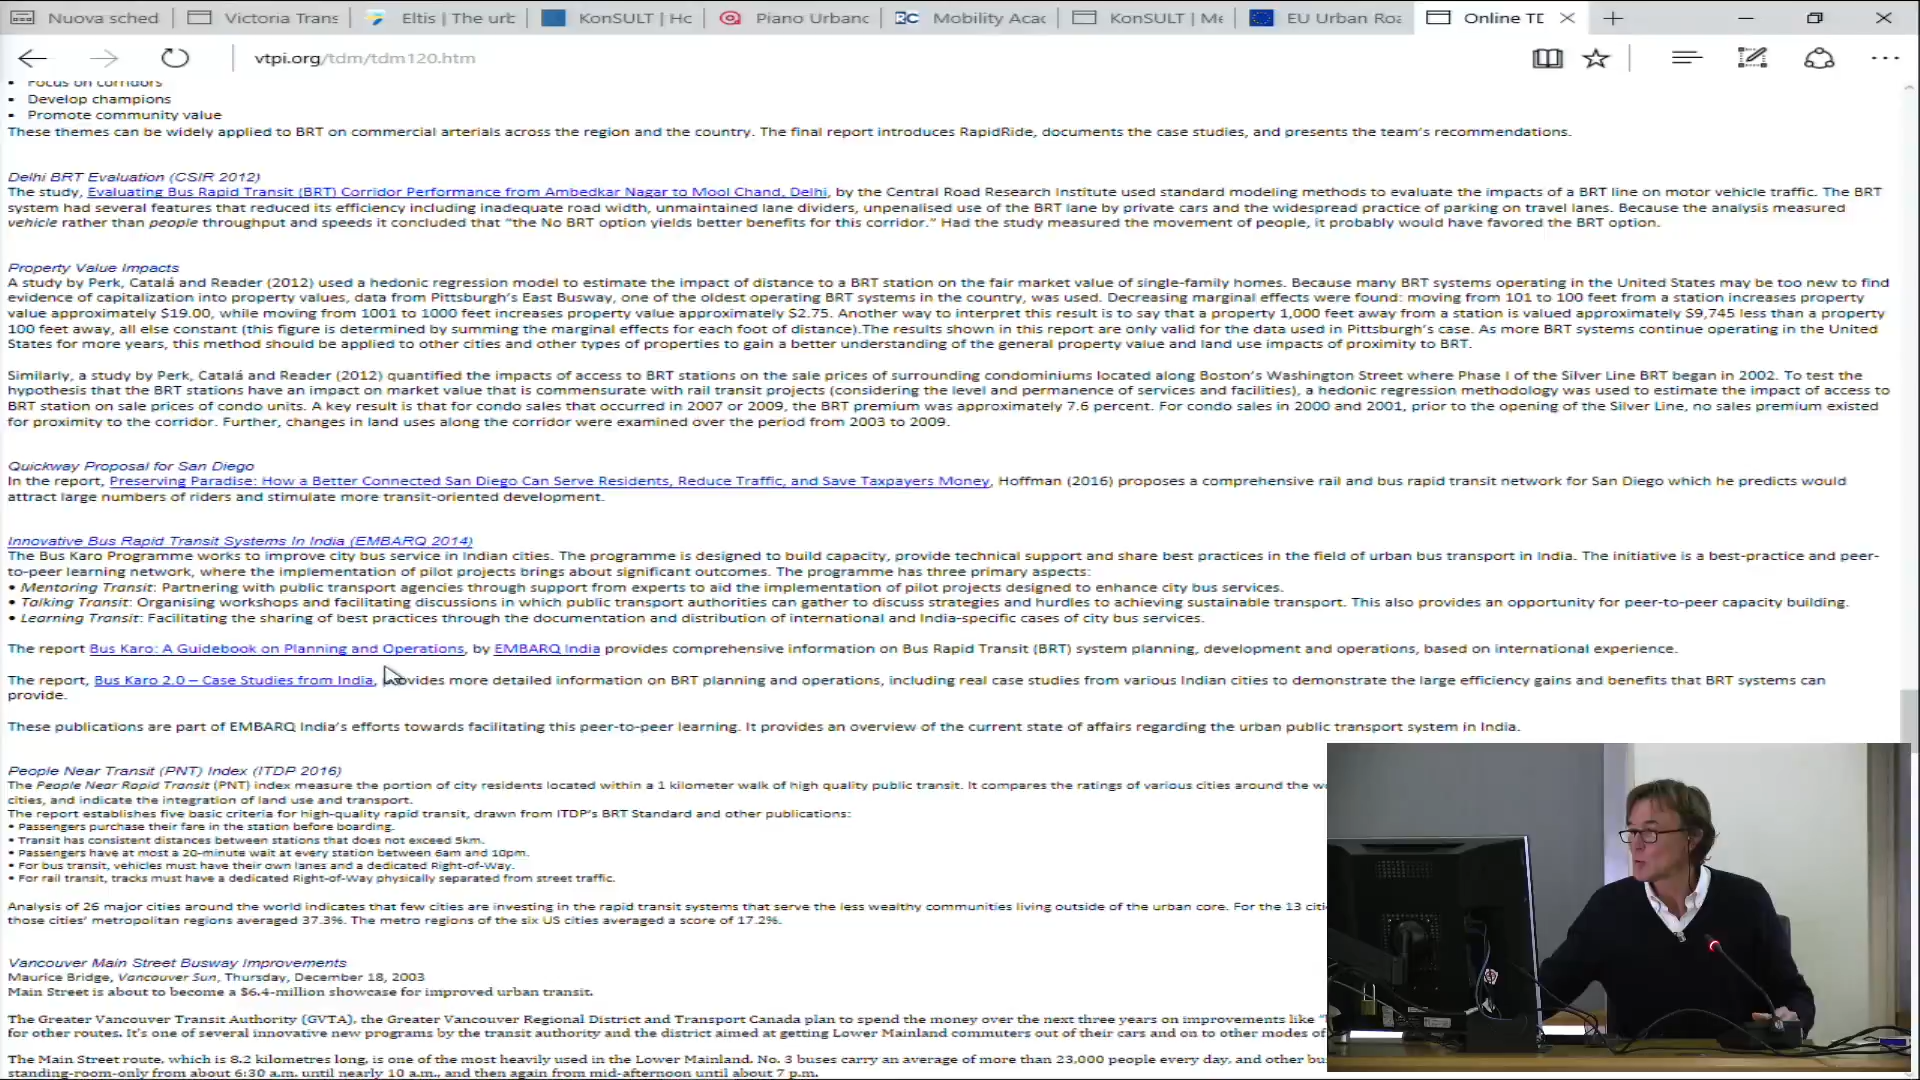 Nuova sched
Victoria Trans
Eltis | The urb
KonSULT | Ho
Piano Urbano
Mobility Acad
KonSULT | Me
EU Urban Roa
Online TD
vtpi.org/tdm/tdm120.htm
▪ Focus on corridors
▪ Develop champions
▪ Promote community value
These themes can be widely applied to BRT on commercial arterials across the region and the country. The final report introduces RapidRide, documents the case studies, and presents the team's recommendations.
Delhi BRT Evaluation (CSIR 2012)
The study, Evaluating Bus Rapid Transit (BRT) Corridor Performance from Ambedkar Nagar to Mool Chand, Delhi, by the Central Road Research Institute used standard modeling methods to evaluate the impacts of a BRT line on motor vehicle traffic. The BRT
system had several features that reduced its efficiency including inadequate road width, unmaintained lane dividers, unpenalised use of the BRT lane by private cars and the widespread practice of parking on travel lanes. Because the analysis measured
vehicle rather than people throughput and speeds it concluded that "the No BRT option yields better benefits for this corridor." Had the study measured the movement of people, it probably would have favored the BRT option.
Property Value Impacts
A study by Perk, Catalá and Reader (2012) used a hedonic regression model to estimate the impact of distance to a BRT station on the fair market value of single-family homes. Because many BRT systems operating in the United States may be too new to find
evidence of capitalization into property values, data from Pittsburgh's East Busway, one of the oldest operating BRT systems in the country, was used. Decreasing marginal effects were found: moving from 101 to 100 feet from a station increases property
value approximately $19.00, while moving from 1001 to 1000 feet increases property value approximately $2.75. Another way to interpret this result is to say that a property 1,000 feet away from a station is valued approximately $9,745 less than a property
100 feet away, all else constant (this figure is determined by summing the marginal effects for each foot of distance).The results shown in this report are only valid for the data used in Pittsburgh's case. As more BRT systems continue operating in the United
States for more years, this method should be applied to other cities and other types of properties to gain a better understanding of the general property value and land use impacts of proximity to BRT.
Similarly, a study by Perk, Catalá and Reader (2012) quantified the impacts of access to BRT stations on the sale prices of surrounding condominiums located along Boston's Washington Street where Phase I of the Silver Line BRT began in 2002. To test the
hypothesis that the BRT stations have an impact on market value that is commensurate with rail transit projects (considering the level and permanence of services and facilities), a hedonic regression methodology was used to estimate the impact of access to
BRT station on sale prices of condo units. A key result is that for condo sales that occurred in 2007 or 2009, the BRT premium was approximately 7.6 percent. For condo sales in 2000 and 2001, prior to the opening of the Silver Line, no sales premium existed
for proximity to the corridor. Further, changes in land uses along the corridor were examined over the period from 2003 to 2009.
Quickway Proposal for San Diego
In the report, Preserving Paradise: How a Better Connected San Diego Can Serve Residents, Reduce Traffic, and Save Taxpayers Money, Hoffman (2016) proposes a comprehensive rail and bus rapid transit network for San Diego which he predicts would
attract large numbers of riders and stimulate more transit-oriented development.
Innovative Bus Rapid Transit Systems In India (EMBARQ 2014)
The Bus Karo Programme works to improve city bus service in Indian cities. The programme is designed to build capacity, provide technical support and share best practices in the field of urban bus transport in India. The initiative is a best-practice and peer-
to-peer learning network, where the implementation of pilot projects brings about significant outcomes. The programme has three primary aspects:
• Mentoring Transit: Partnering with public transport agencies through support from experts to aid the implementation of pilot projects designed to enhance city bus services.
• Talking Transit: Organising workshops and facilitating discussions in which public transport authorities can gather to discuss strategies and hurdles to achieving sustainable transport. This also provides an opportunity for peer-to-peer capacity building.
• Learning Transit: Facilitating the sharing of best practices through the documentation and distribution of international and India-specific cases of city bus services.
The report Bus Karo: A Guidebook on Planning and Operations, by EMBARQ India provides comprehensive information on Bus Rapid Transit (BRT) system planning, development and operations, based on international experience.
The report, Bus Karo 2.0 – Case Studies from India, provides more detailed information on BRT planning and operations, including real case studies from various Indian cities to demonstrate the large efficiency gains and benefits that BRT systems can
provide.
These publications are part of EMBARQ India's efforts towards facilitating this peer-to-peer learning. It provides an overview of the current state of affairs regarding the urban public transport system in India.
People Near Transit (PNT) Index (ITDP 2016)
The People Near Rapid Transit (PNT) index measure the portion of city residents located within a 1 kilometer walk of high quality public transit. It compares the ratings of various cities around the
cities, and indicate the integration of land use and transport.
The report establishes five basic criteria for high-quality rapid transit, drawn from ITDP's BRT Standard and other publications:
• Passengers purchase their fare in the station before boarding.
• Transit has consistent distances between stations that does not exceed 5km.
• Passengers have at most a 20-minute wait at every station between 6am and 10pm.
• For bus transit, vehicles must have their own lanes and a dedicated Right-of-Way.
• For rail transit, tracks must have a dedicated Right-of-Way physically separated from street traffic.
Analysis of 26 major cities around the world indicates that few cities are investing in the rapid transit systems that serve the less wealthy communities living outside of the urban core. For the 13 citi
those cities' metropolitan regions averaged 37.3%. The metro regions of the six US cities averaged a score of 17.2%.
Vancouver Main Street Busway Improvements
Maurice Bridge, Vancouver Sun, Thursday, December 18, 2003
Main Street is about to become a $6.4-million showcase for improved urban transit.
The Greater Vancouver Transit Authority (GVTA), the Greater Vancouver Regional District and Transport Canada plan to spend the money over the next three years on improvements like
for other routes. It's one of several innovative new programs by the transit authority and the district aimed at getting Lower Mainland commuters out of their cars and on to other modes of
The Main Street route, which is 8.2 kilometres long, is one of the most heavily used in the Lower Mainland. No. 3 buses carry an average of more than 23,000 people every day, and other bu
standing-room-only from about 6:30 a.m. until nearly 10 a.m., and then again from mid-afternoon until about 7 p.m.